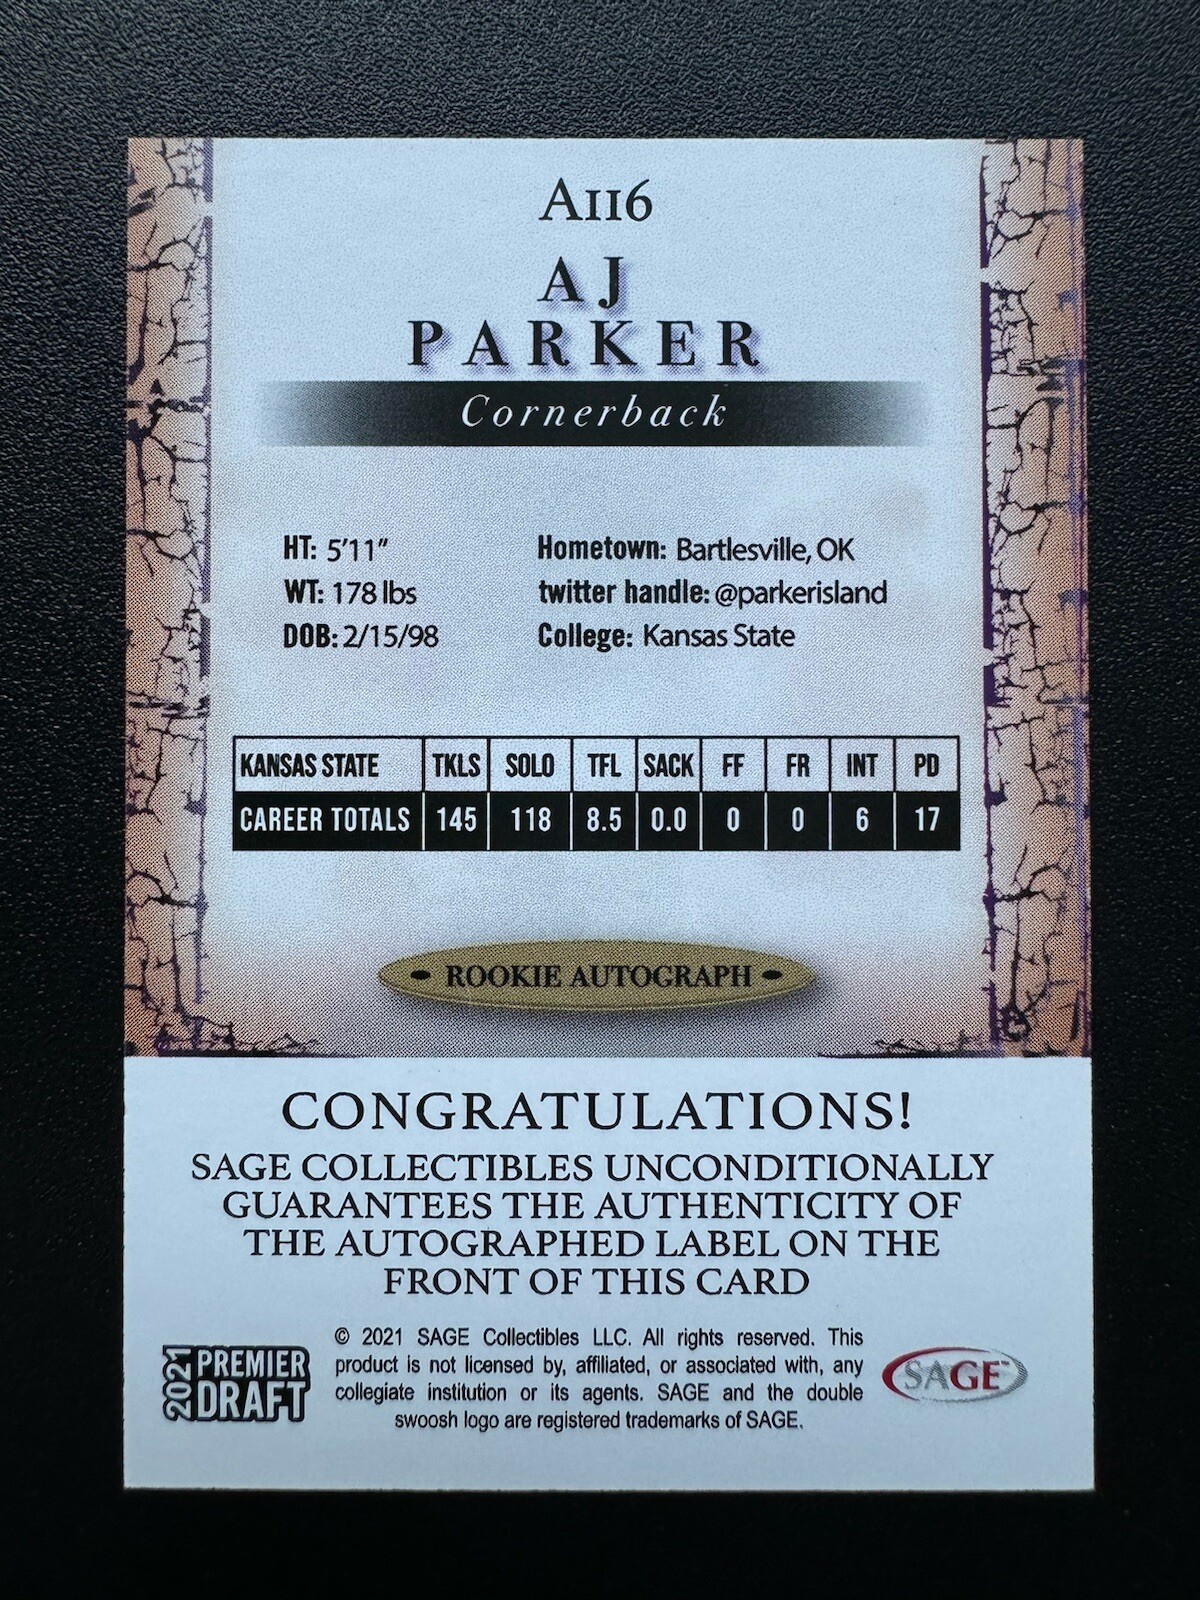 A116
AJ
PARKER
Cornerback
HT: 5'11" Hometown: Bartlesville, OK
WT: 178 lbs twitter handle: @parkerisland
DOB: 2/15/98 College: Kansas State
KANSAS STATE TKLS SOLO TFL SACK FF FR INT PD
CAREER TOTALS 145 118 8.5 0.0 0 0 6 17
ROOKIE AUTOGRAPH
CONGRATULATIONS!
SAGE COLLECTIBLES UNCONDITIONALLY
GUARANTEES THE AUTHENTICITY OF
THE AUTOGRAPHED LABEL ON THE
FRONT OF THIS CARD
2021 PREMIER
DRAFT
© 2021 SAGE Collectibles LLC. All rights reserved. This
product is not licensed by, affiliated, or associated with, any
collegiate institution or its agents. SAGE and the double
swoosh logo are registered trademarks of SAGE.
SAGE